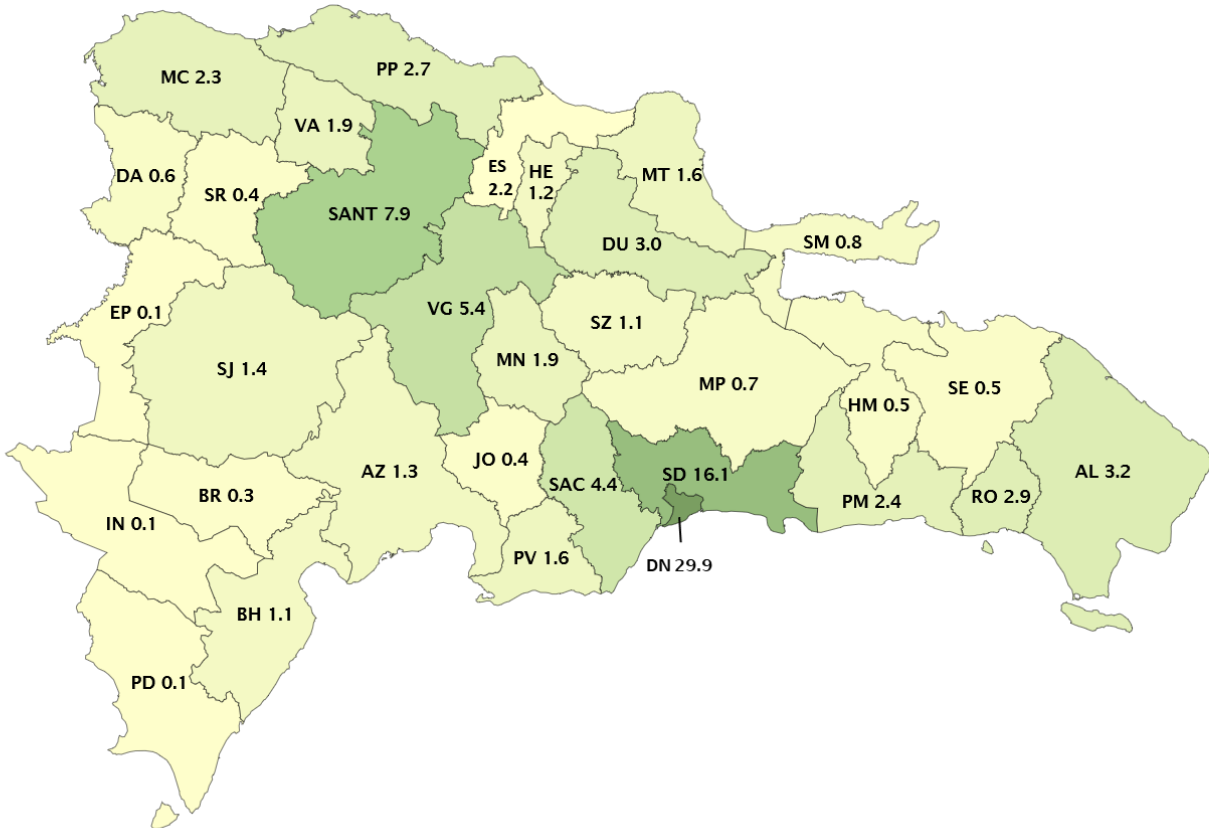 PP 2.7
MC 2.3
VA 1.9
ES
2.2
HE
1.2
MT 1.6
DA 0.6
SR 0.4
SANT 7.9
DU 3.0
SM 0.8
EP 0.1
VG 5.4
SZ 1.1
SJ 1.4
MN 1.9
MP 0.7
HM 0.5
SE 0.5
AZ 1.3
JO 0.4
SAC 4.4
SD 16.1
AL 3.2
BR 0.3
IN 0.1
PM 2.4
RO 2.9
PV 1.6
DN 29.9
BH 1.1
PD 0.1